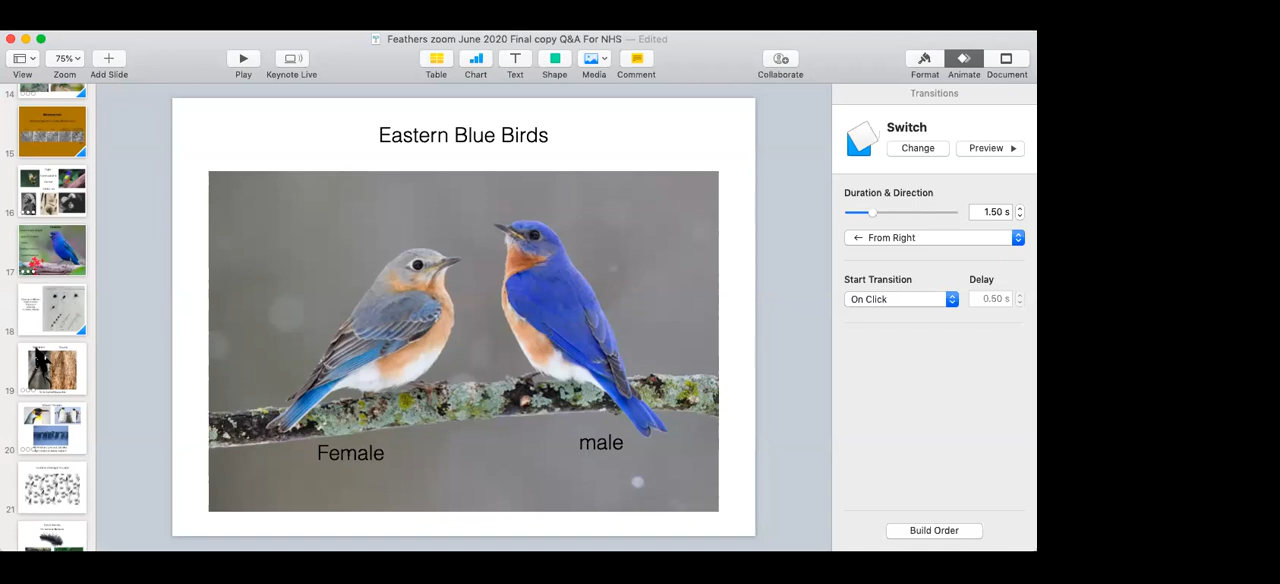 Feathers zoom June 2020 Final copy Q&A For NHS — Edited
75%
View Zoom Add Slide Play Keynote Live Table Chart Text Shape Media Comment Collaborate Format Animate Document
Transitions
Switch
Change Preview
Duration & Direction
1.50 s
← From Right
Start Transition Delay
On Click 0.50 s
Build Order
14
15
16
17
18
19
20
21
Eastern Blue Birds
Female
male